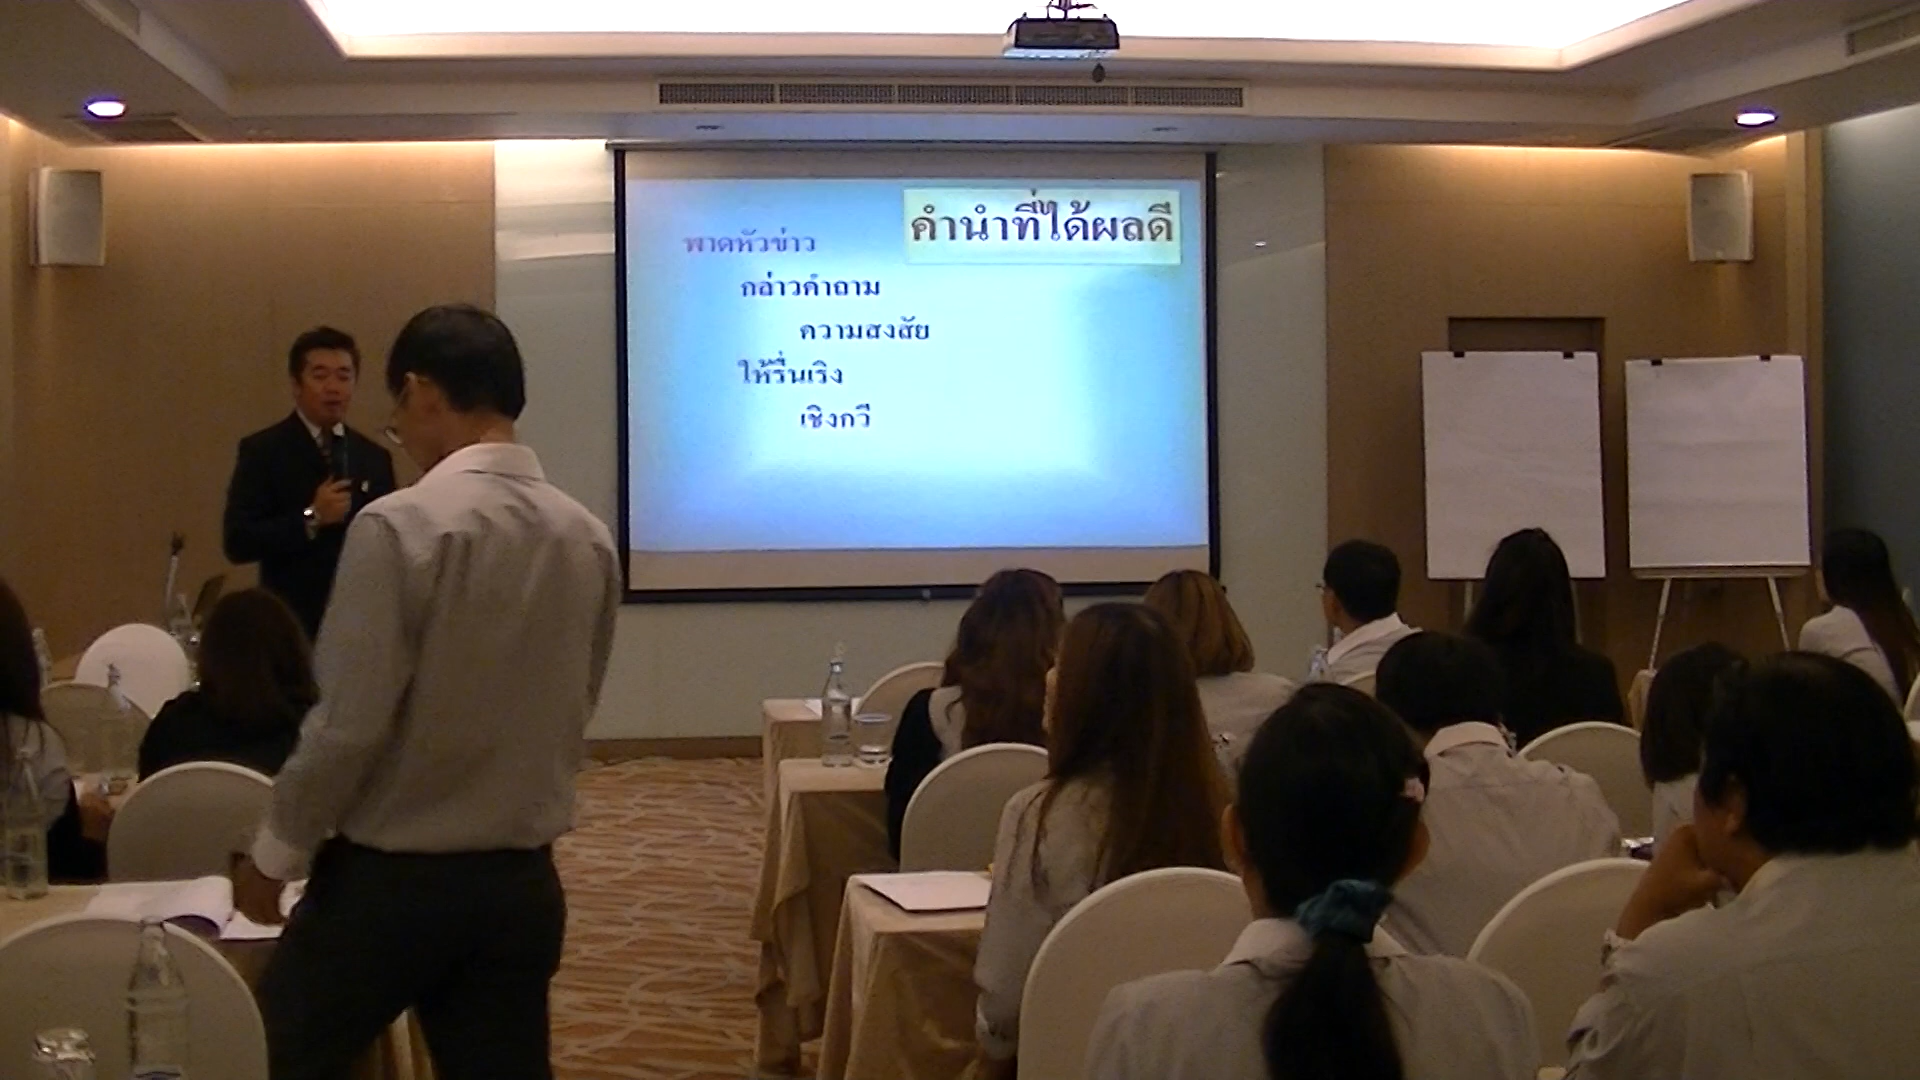 คำนำที่ได้ผลดี
พาดหัวข่าว
กล่าวคำถาม
ความสงสัย
ให้รื่นเริง
เชิงกวี